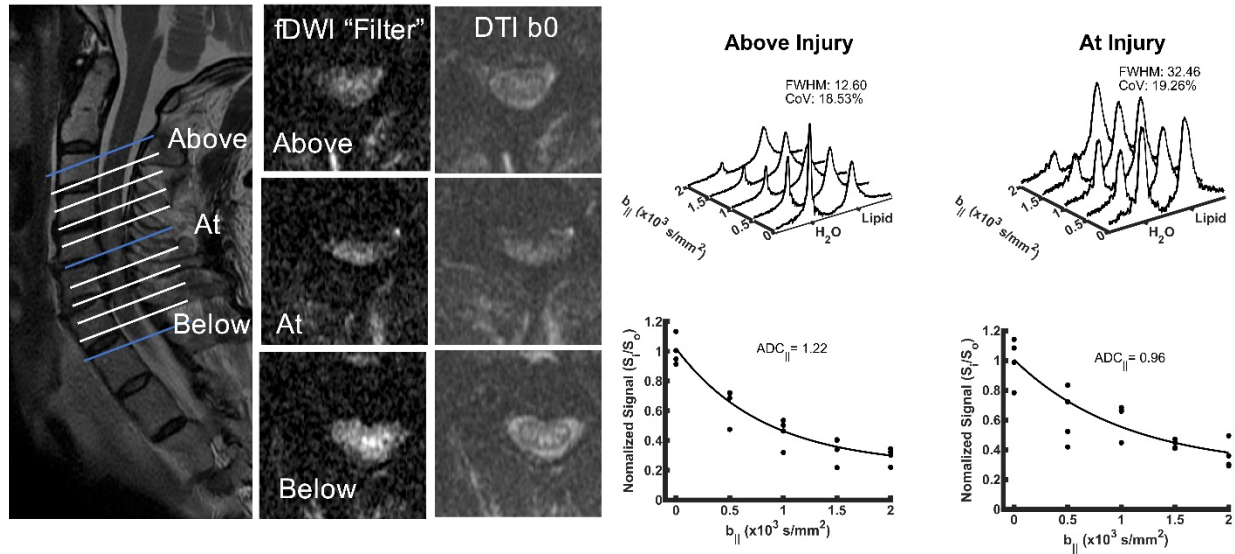 Above
At
Below
fDWI "Filter"
Above
At
Below
DTI b0
Above Injury
FWHM: 12.60
CoV: 18.53%
2
1.5
1
0.5
0
b|| (x10³ s/mm²)
H₂O
Lipid
At Injury
FWHM: 32.46
CoV: 19.26%
2
1.5
1
0.5
0
b|| (x10³ s/mm²)
H₂O
Lipid
Nomalized Signal (Sᵢ/Sₒ)
1.2
1
0.8
0.6
0.4
0.2
0
ADC||= 1.22
0 0.5 1 1.5 2
b|| (x10³ s/mm²)
Nomalized Signal (Sᵢ/Sₒ)
1.2
1
0.8
0.6
0.4
0.2
0
ADC||= 0.96
0 0.5 1 1.5 2
b|| (x10³ s/mm²)